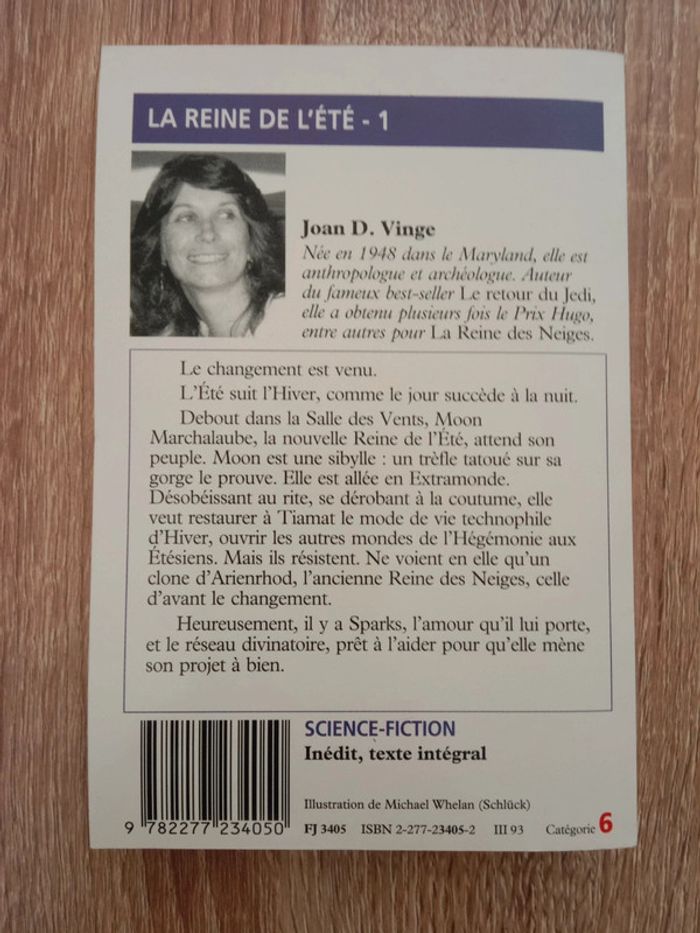 LA REINE DE L'ÉTÉ - 1
Joan D. Vinge
Née en 1948 dans le Maryland, elle est
anthropologue et archéologue. Auteur
du fameux best-seller Le retour du Jedi,
elle a obtenu plusieurs fois le Prix Hugo,
entre autres pour La Reine des Neiges.
Le changement est venu.
L'Été suit l'Hiver, comme le jour succède à la nuit.
Debout dans la Salle des Vents, Moon
Marchalaube, la nouvelle Reine de l'Été, attend son
peuple. Moon est une sibylle : un trèfle tatoué sur sa
gorge le prouve. Elle est allée en Extramonde.
Désobéissant au rite, se dérobant à la coutume, elle
veut restaurer à Tiamat le mode de vie technophile
d'Hiver, ouvrir les autres mondes de l'Hégémonie aux
Étésiens. Mais ils résistent. Ne voient en elle qu'un
clone d'Arienrhod, l'ancienne Reine des Neiges, celle
d'avant le changement.
Heureusement, il y a Sparks, l'amour qu'il lui porte,
et le réseau divinatoire, prêt à l'aider pour qu'elle mène
son projet à bien.
SCIENCE-FICTION
Inédit, texte intégral
Illustration de Michael Whelan (Schlück)
9 782277 234050 FJ 3405 ISBN 2-277-23405-2 III 93 Catégorie 6